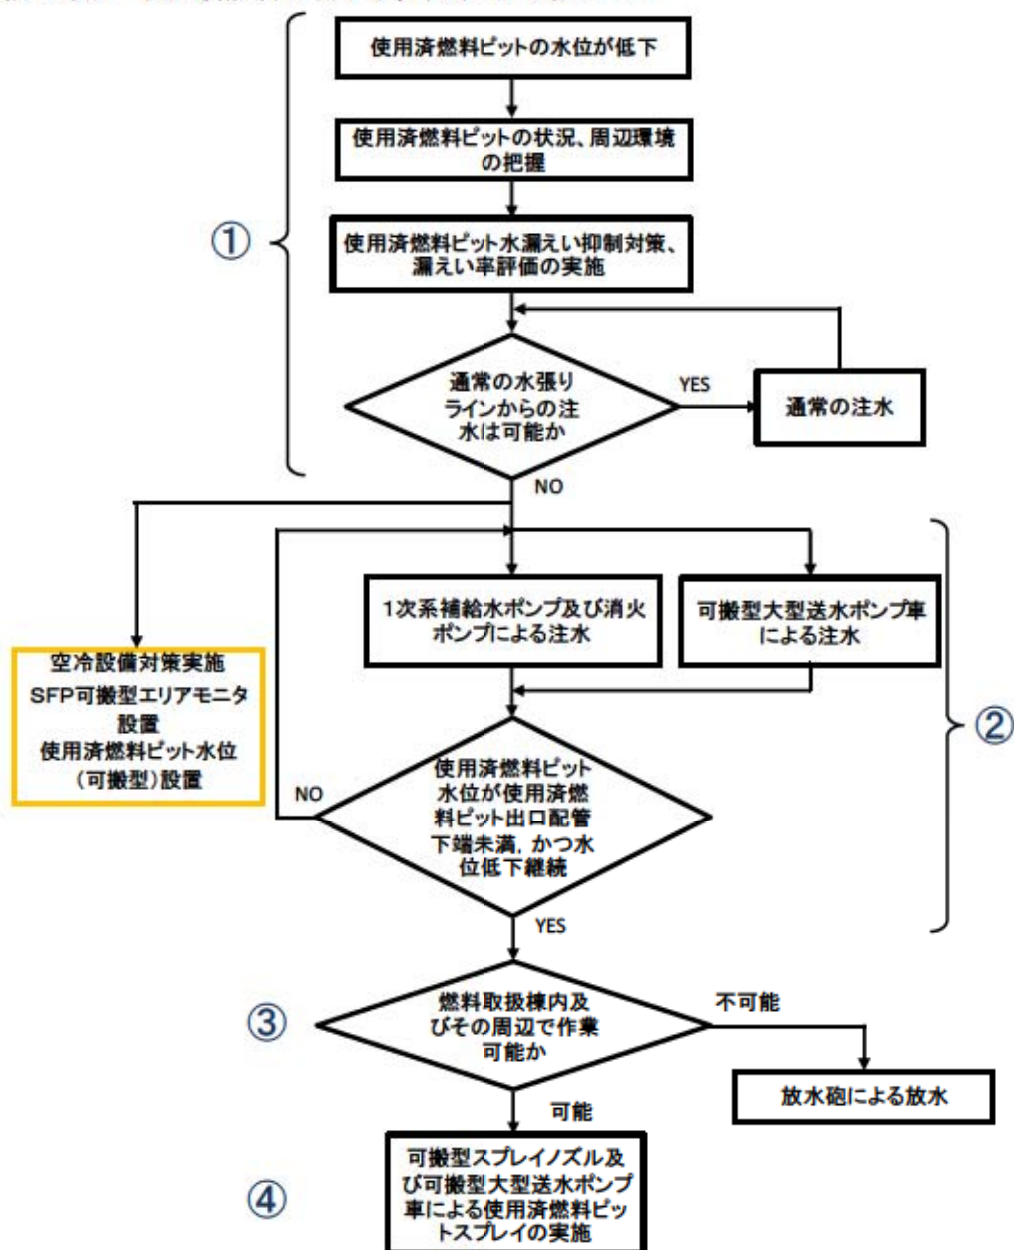 使用済燃料ピットの水位が低下
使用済燃料ピットの状況、周辺環境
の把握
①
使用済燃料ピット水漏えい抑制対策、
漏えい率評価の実施
通常の水張り
ラインからの注
水は可能か
YES
通常の注水
NO
1次系補給水ポンプ及び消火
ポンプによる注水
可搬型大型送水ポンプ車
による注水
空冷設備対策実施
SFP可搬型エリアモニタ
設置
使用済燃料ピット水位
(可搬型)設置
②
NO
使用済燃料ピット
水位が使用済燃
料ピット出口配管
下端未満，かつ水
位低下継続
YES
③
燃料取扱棟内及
びその周辺で作業
可能か
不可能
放水砲による放水
可能
④
可搬型スプレイノズル及
び可搬型大型送水ポンプ
車による使用済燃料ピッ
トスプレイの実施